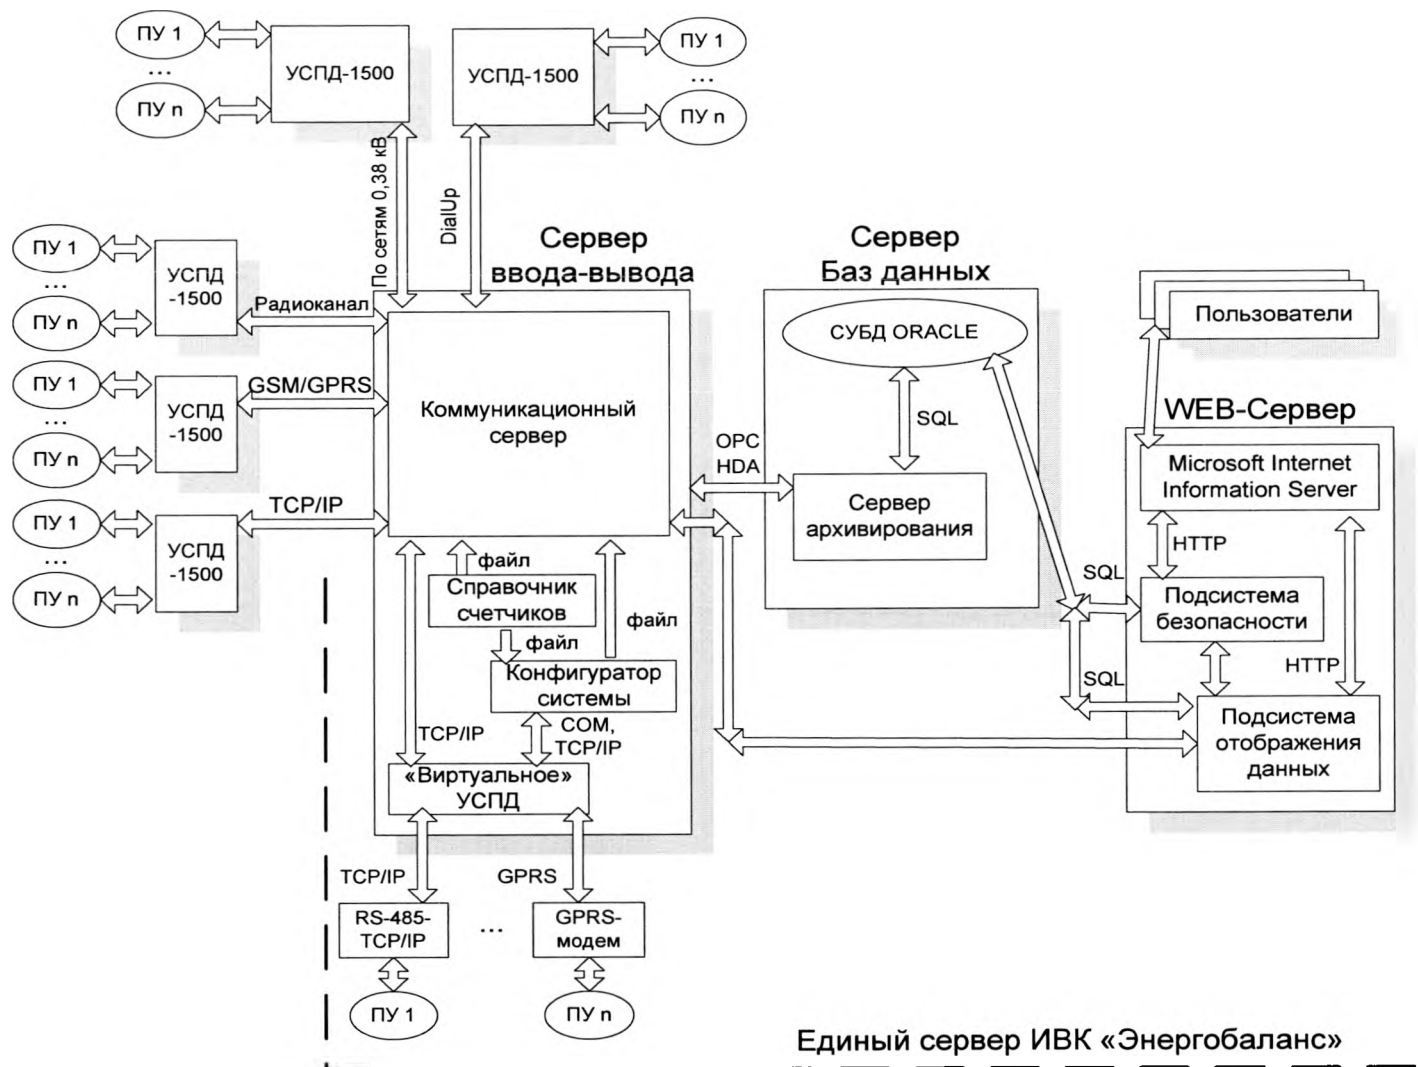 ПУ 1
...
ПУ n
УСПД-1500
УСПД-1500
ПУ 1
...
ПУ n
По сетям 0,38 кВ
DialUp
ПУ 1
...
ПУ n
УСПД
-1500
Радиоканал
ПУ 1
...
ПУ n
УСПД
-1500
GSM/GPRS
ПУ 1
...
ПУ n
УСПД
-1500
TCP/IP
Сервер
ввода-вывода
Коммуникационный
сервер
файл
Справочник
счетчиков
файл
файл
Конфигуратор
системы
TCP/IP
COM,
TCP/IP
«Виртуальное»
УСПД
TCP/IP
GPRS
RS-485-
TCP/IP
...
GPRS-
модем
ПУ 1
ПУ n
Сервер
Баз данных
СУБД ORACLE
SQL
OPC
HDA
Сервер
архивирования
Пользователи
WEB-Сервер
Microsoft Internet
Information Server
HTTP
SQL
Подсистема
безопасности
HTTP
SQL
Подсистема
отображения
данных
Единый сервер ИВК «Энергобаланс»